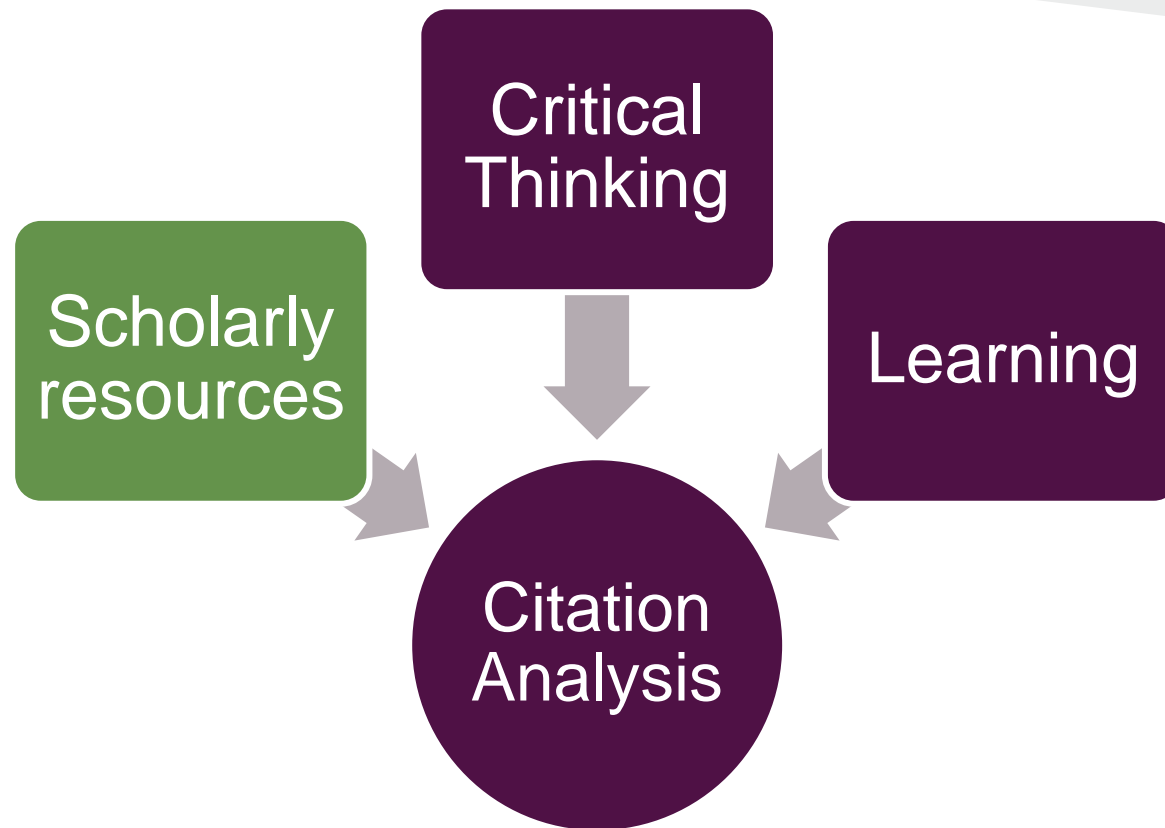 Critical
Thinking
Scholarly
resources
Learning
Citation
Analysis